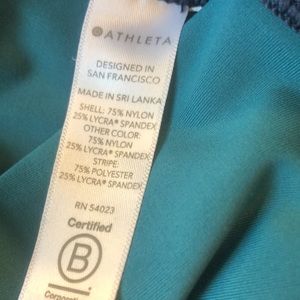 ATHLETA
DESIGNED IN
SAN FRANCISCO
MADE IN SRI LANKA
SHELL: 75% NYLON
25% LYCRA® SPANDEX
OTHER COLOR:
75% NYLON
25% LYCRA® SPANDEX
STRIPE:
75% POLYESTER
25% LYCRA® SPANDEX
RN 54023
Certified
B
Corporation